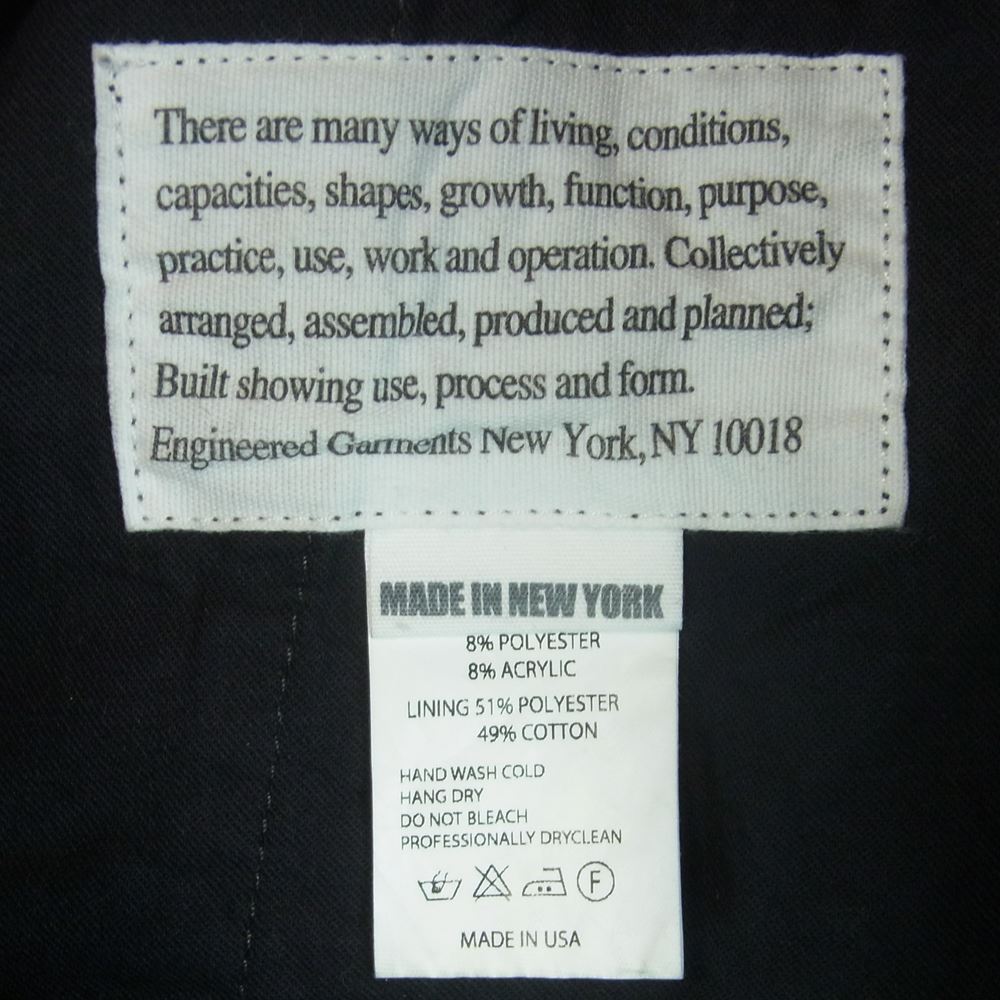 There are many ways of living, conditions,
capacities, shapes, growth, function, purpose,
practice, use, work and operation. Collectively
arranged, assembled, produced and planned;
Built showing use, process and form.
Engineered Garments New York, NY 10018
MADE IN NEW YORK
8% POLYESTER
8% ACRYLIC
LINING 51% POLYESTER
49% COTTON
HAND WASH COLD
HANG DRY
DO NOT BLEACH
PROFESSIONALLY DRYCLEAN
F
MADE IN USA